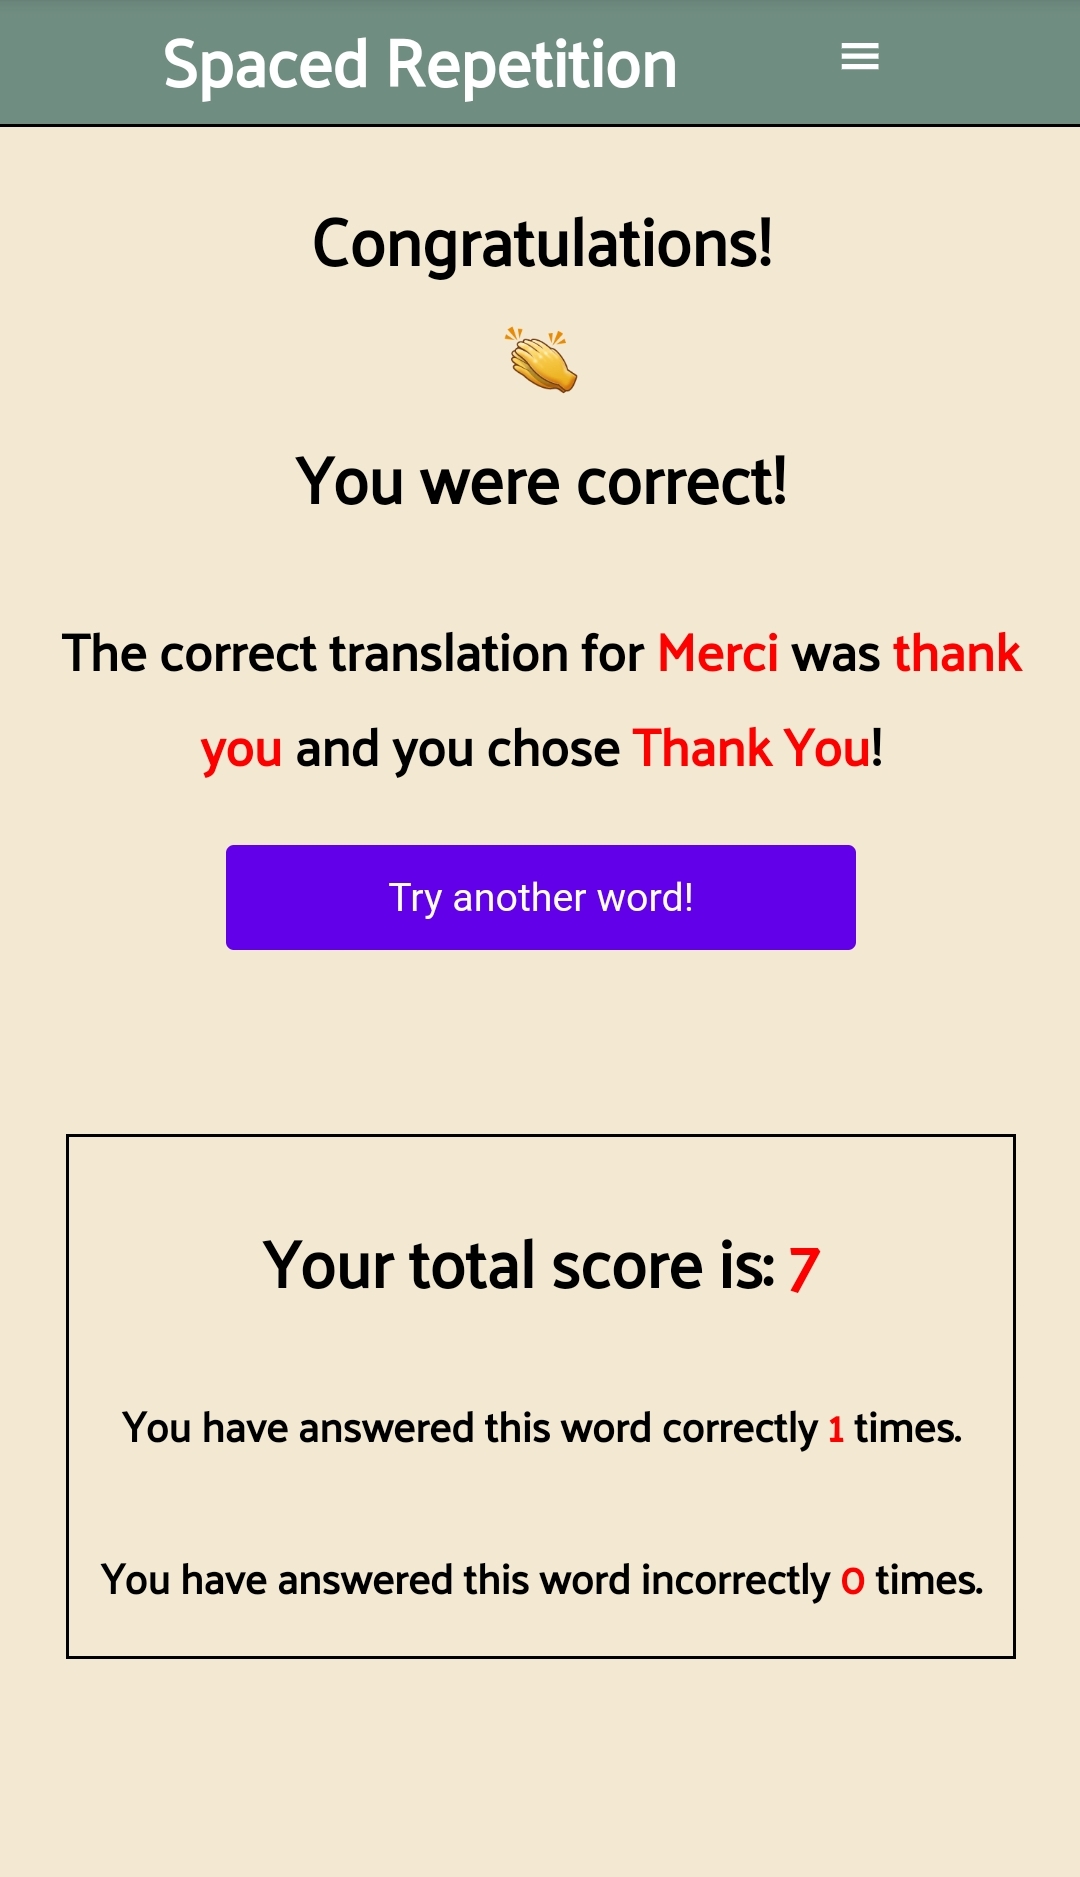 Spaced Repetition
Congratulations!
👏
You were correct!
The correct translation for Merci was thank
you and you chose Thank You!
Try another word!
Your total score is: 7
You have answered this word correctly 1 times.
You have answered this word incorrectly 0 times.